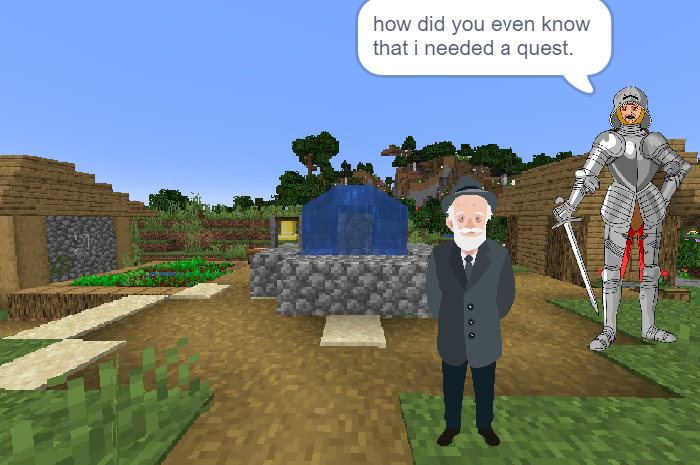 how did you even know
that i needed a quest.